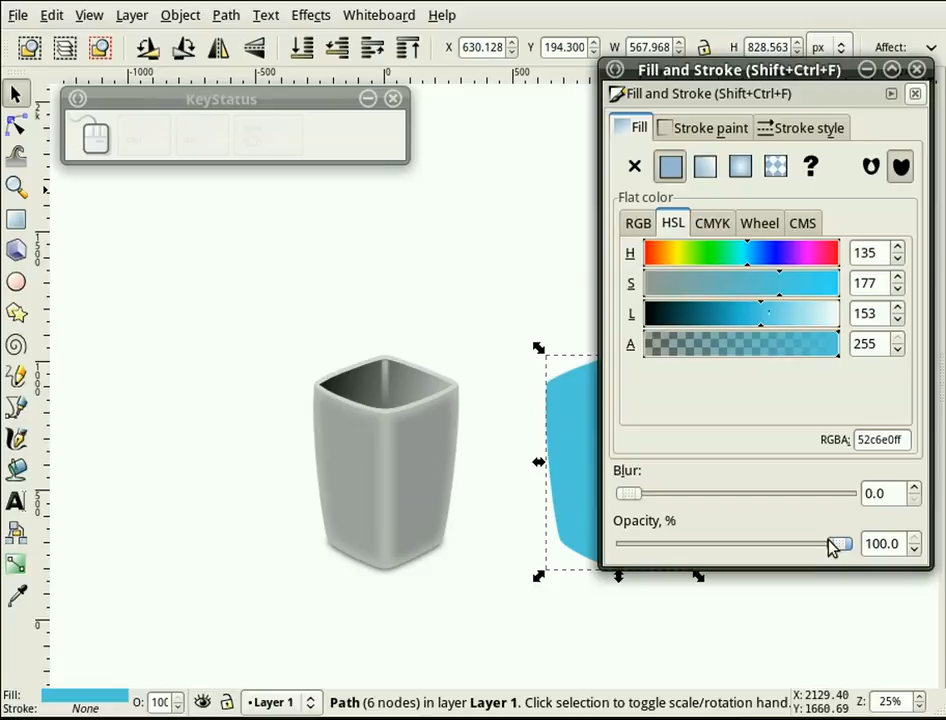 File Edit View Layer Object Path Text Effects Whiteboard Help
X 630.128 Y 194.300 W 567.968 H 828.563 px Affect:
-1000 -500 500
KeyStatus
Fill and Stroke (Shift+Ctrl+F)
Fill and Stroke (Shift+Ctrl+F)
Fill Stroke paint Stroke style
Flat color
RGB HSL CMYK Wheel CMS
H 135
S 177
L 153
A 255
RGBA: 52c6e0ff
Blur:
0.0
Opacity, %
100.0
Fill:
Stroke: None
O: 100
•Layer 1
Path (6 nodes) in layer Layer 1. Click selection to toggle scale/rotation hand.
X: 2129.40
Y: 1660.69
Z: 25%